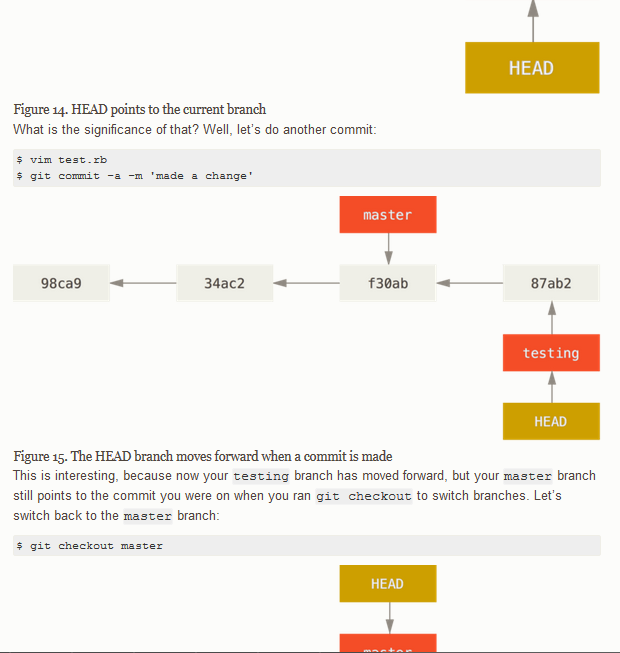 HEAD
Figure 14. HEAD points to the current branch
What is the significance of that? Well, let's do another commit:
$ vim test.rb
$ git commit -a -m 'made a change'
master
98ca9 34ac2 f30ab 87ab2
testing
HEAD
Figure 15. The HEAD branch moves forward when a commit is made
This is interesting, because now your testing branch has moved forward, but your master branch
still points to the commit you were on when you ran git checkout to switch branches. Let's
switch back to the master branch:
$ git checkout master
HEAD
master